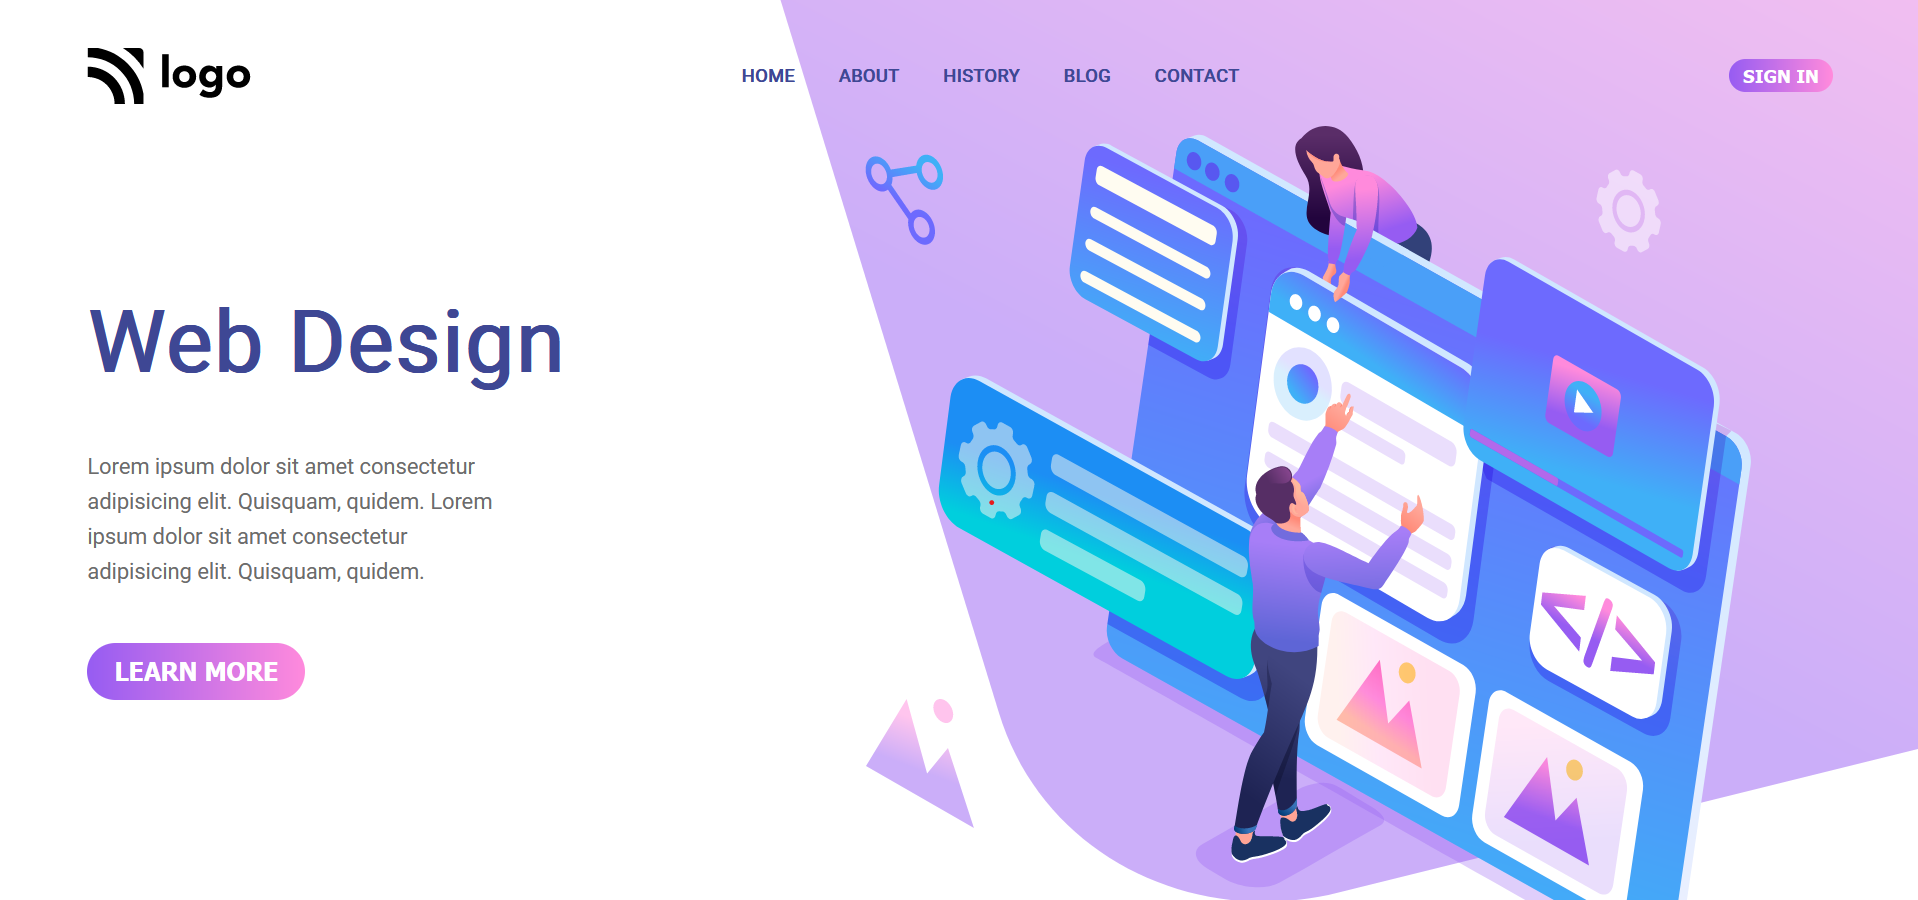 logo
HOME ABOUT HISTORY BLOG CONTACT
SIGN IN
Web Design
Lorem ipsum dolor sit amet consectetur
adipisicing elit. Quisquam, quidem. Lorem
ipsum dolor sit amet consectetur
adipisicing elit. Quisquam, quidem.
LEARN MORE
</>